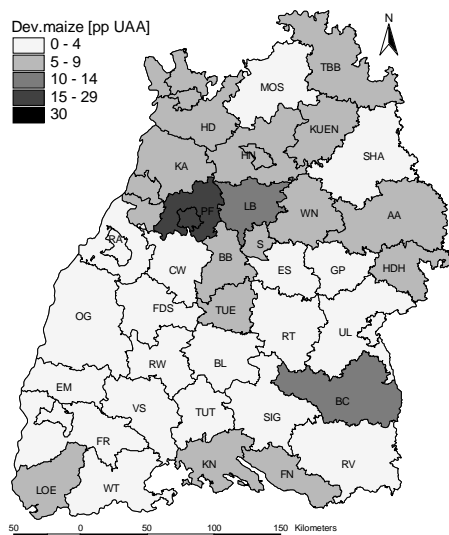 Dev.maize [pp UAA]
0 - 4
5 - 9
10 - 14
15 - 29
30
N
TBB
MOS
HD
KUEN
HN
SHA
KA
PF
LB
WN
AA
RA
S
BB
CW
ES
GP
HDH
OG
FDS
TUE
RT
UL
RW
BL
EM
BC
VS
TUT
SIG
FR
RV
KN
FN
LOE
WT
50 0 50 100 150 Kilometers